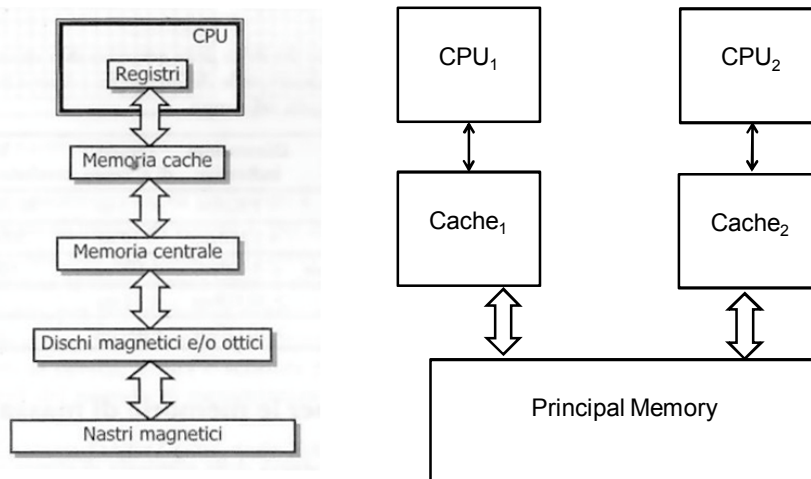 CPU
Registri
Memoria cache
Memoria centrale
Dischi magnetici e/o ottici
Nastri magnetici
CPU₁
CPU₂
Cache₁
Cache₂
Principal Memory